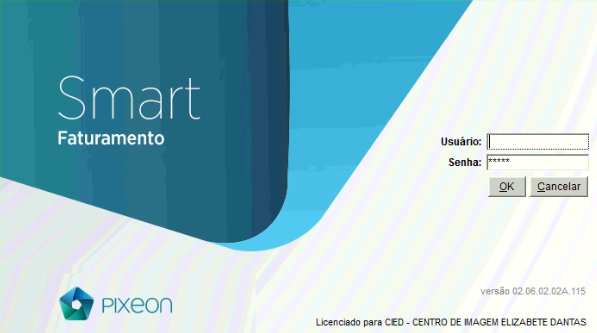 Smart
Faturamento
Usuário:
Senha: *****
OK Cancelar
versão 02.06.02.02A.115
PIXEON
Licenciado para CIED - CENTRO DE IMAGEM ELIZABETE DANTAS